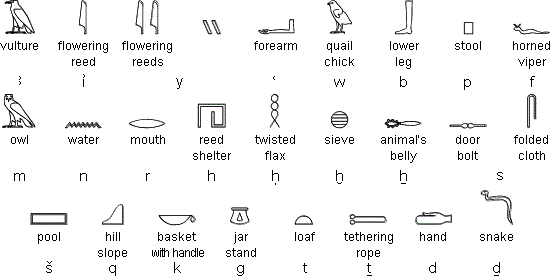 vulture flowering flowering forearm quail lower stool horned
reed reeds chick leg viper
ꜣ i͗ y ꜥ w b p f
owl water mouth reed twisted sieve animal's door folded
shelter flax belly bolt cloth
m n r h ḥ ḫ ẖ s
pool hill basket jar loaf tethering hand snake
slope with handle stand rope
š q k g t ṯ d ḏ